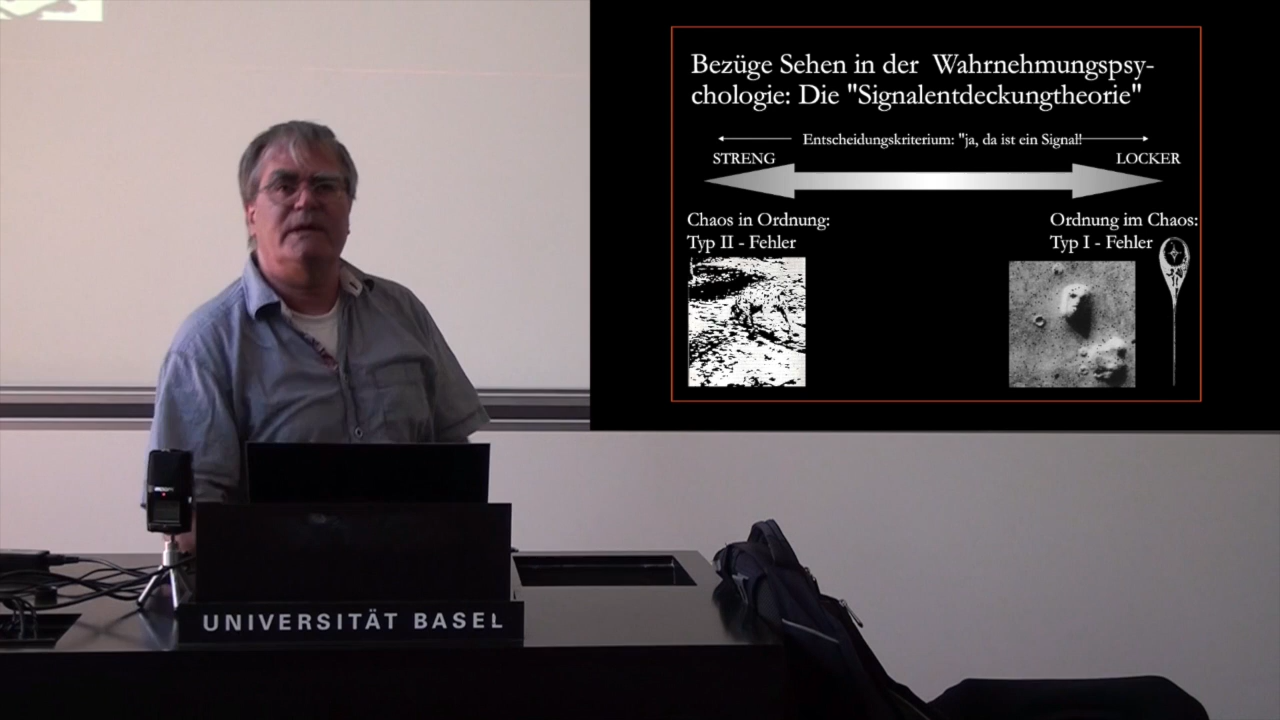 Bezüge Sehen in der Wahrnehmungspsy-
chologie: Die "Signalentdeckungtheorie"
Entscheidungskriterium: "ja, da ist ein Signal!
STRENG
LOCKER
Chaos in Ordnung:
Typ II - Fehler
Ordnung im Chaos:
Typ I - Fehler
UNIVERSITÄT BASEL